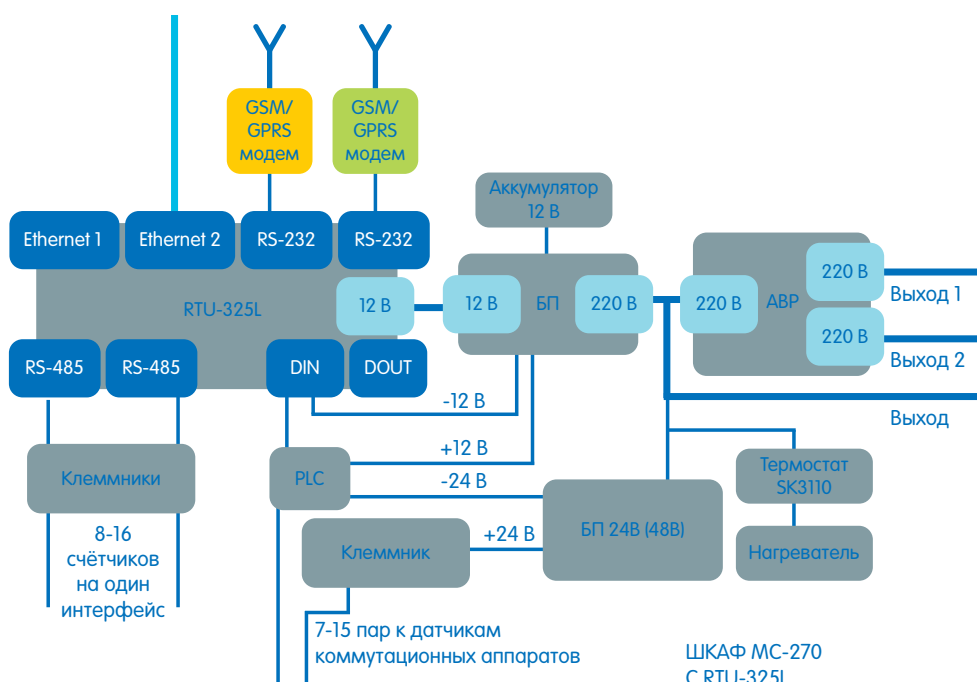 GSM/
GPRS
модем
GSM/
GPRS
модем
Аккумулятор
12 В
Ethernet 1
Ethernet 2
RS-232
RS-232
RTU-325L
12 В
12 В
БП
220 В
220 В
АВР
220 В
220 В
Выход 1
Выход 2
Выход
RS-485
RS-485
DIN
DOUT
-12 В
+12 В
-24 В
Клеммники
PLC
Термостат
SK3110
8-16
счётчиков
на один
интерфейс
Клеммник
+24 В
БП 24В (48В)
Нагреватель
7-15 пар к датчикам
коммутационных аппаратов
ШКАФ МС-270
С RTU-325L